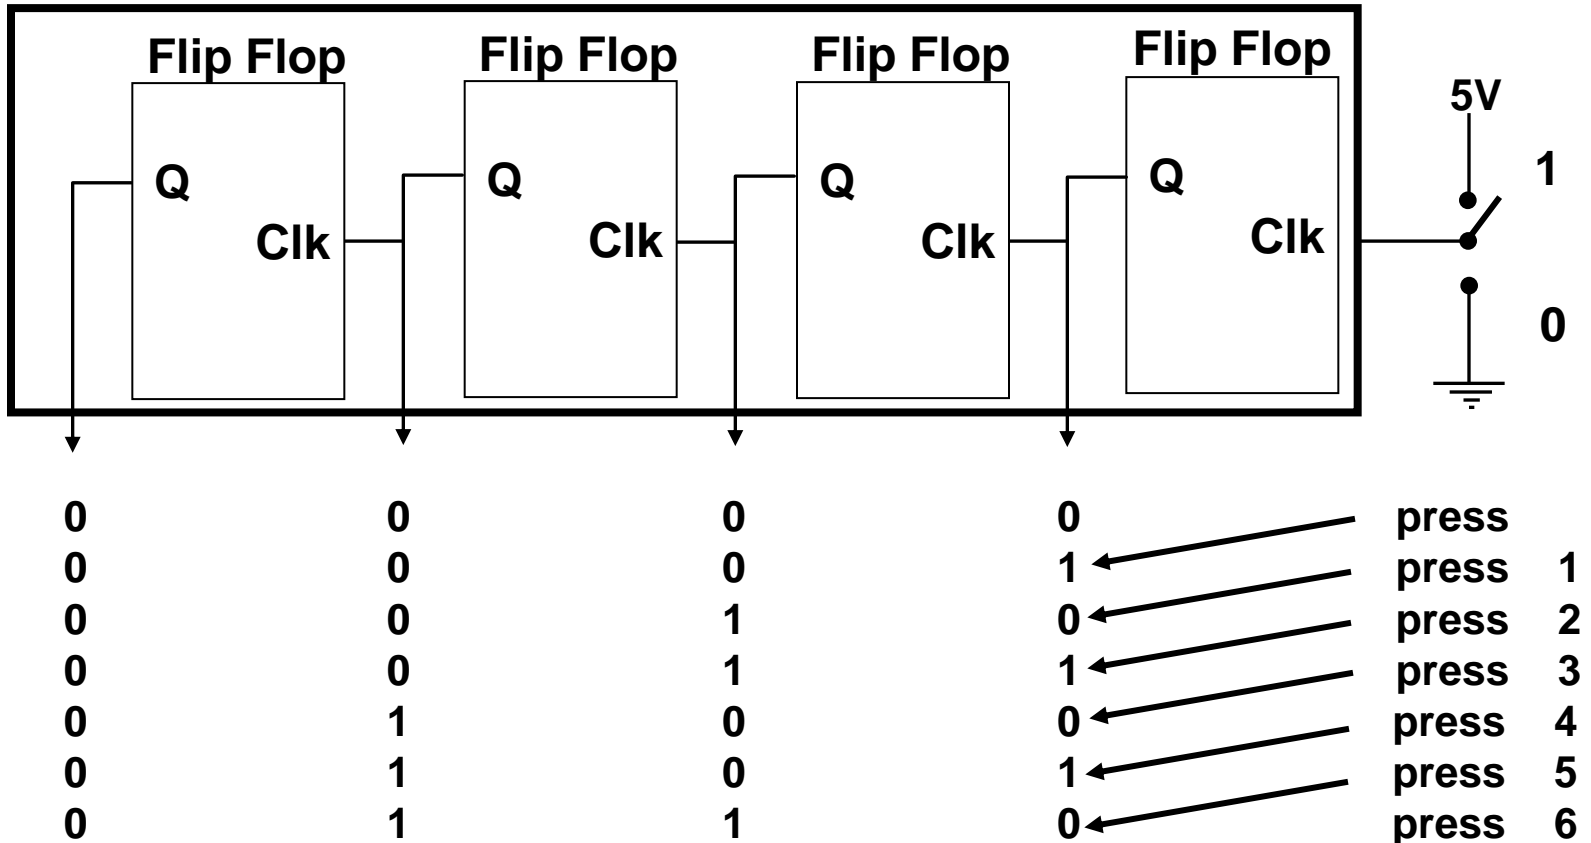 Flip Flop Flip Flop Flip Flop Flip Flop
5V
Q Q Q Q 1
Clk Clk Clk Clk
0
0 0 0 0 press
0 0 0 1 press 1
0 0 1 0 press 2
0 0 1 1 press 3
0 1 0 0 press 4
0 1 0 1 press 5
0 1 1 0 press 6